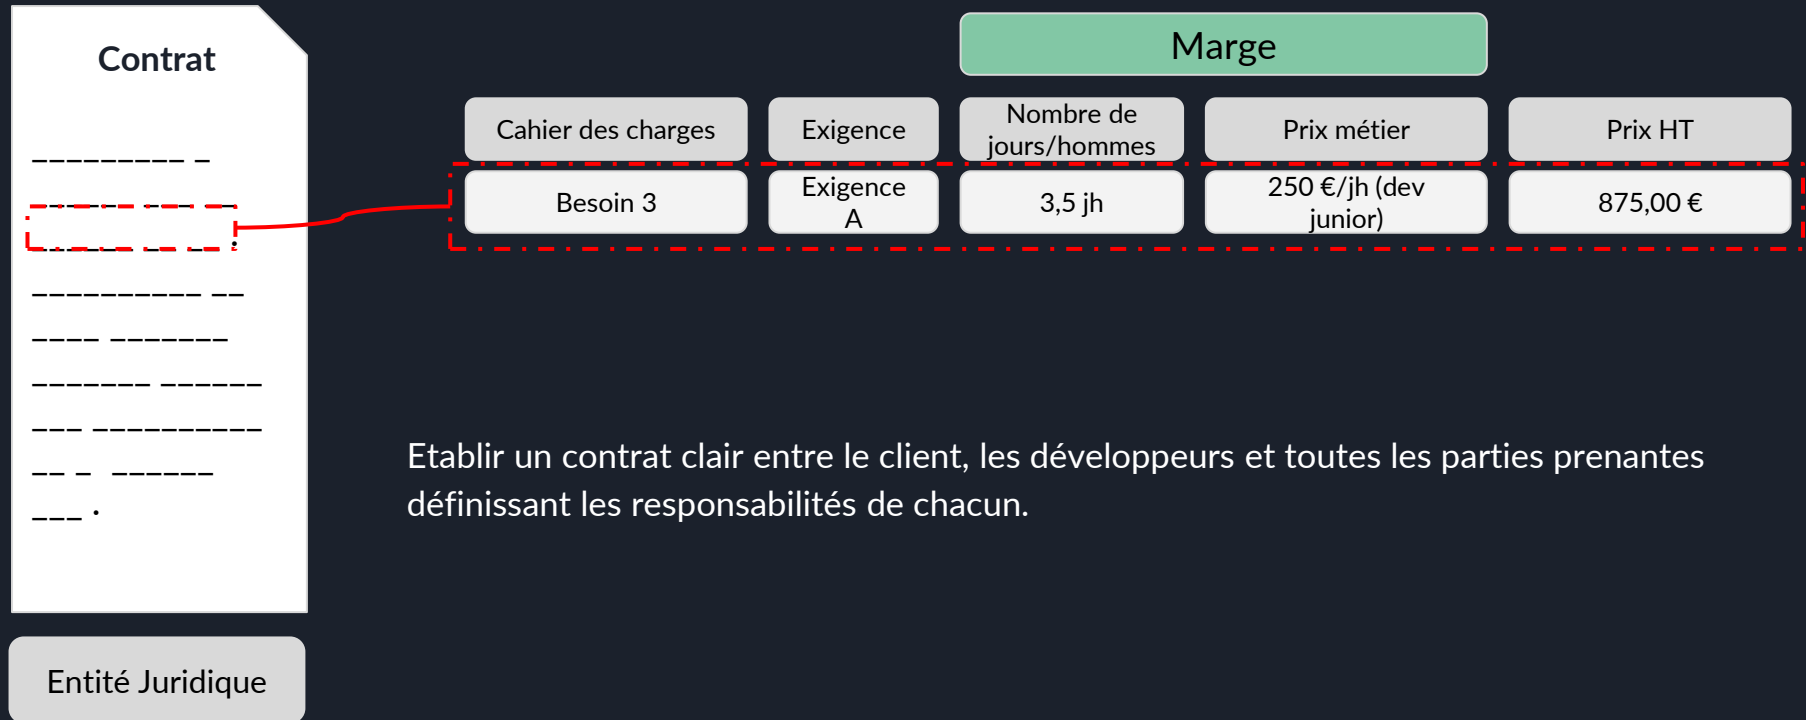 Contrat
Marge
Cahier des charges
Exigence
Nombre de
jours/hommes
Prix métier
Prix HT
Besoin 3
Exigence
A
3,5 jh
250 €/jh (dev
junior)
875,00 €
Etablir un contrat clair entre le client, les développeurs et toutes les parties prenantes
définissant les responsabilités de chacun.
Entité Juridique